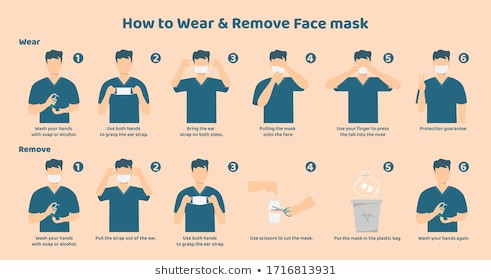 How to Wear & Remove Face mask
Wear
1
2
3
4
5
6
Wash your hands
with soap or alcohol.
Use both hands
to grasp the ear strap.
Bring the ear
strap on both sides.
Pulling the mask
onto the face
Use your finger to press
the tab into the nose
Protection guarantee
Remove
1
2
3
4
5
6
Wash your hands
with soap or alcohol.
Pull the strap out of the ear.
Use both hands
to grasp the ear strap.
Use scissors to cut the mask.
Put the mask in the plastic bag
Wash your hands again
shutterstock.com • 1716813931